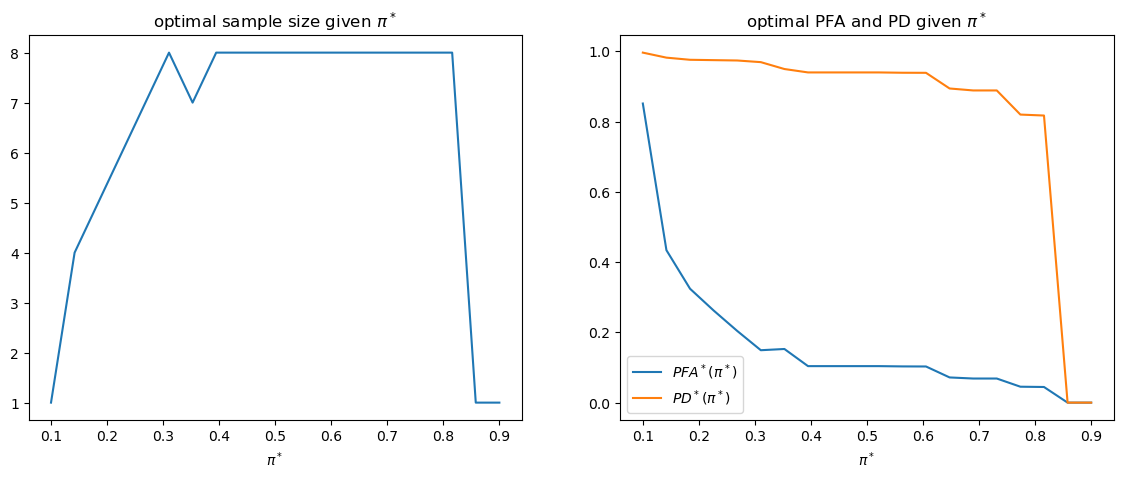 optimal sample size given π*
8
7
6
5
4
3
2
1
0.1 0.2 0.3 0.4 0.5 0.6 0.7 0.8 0.9
π*
optimal PFA and PD given π*
1.0
0.8
0.6
0.4
0.2
0.0
PFA*(π*)
PD*(π*)
0.1 0.2 0.3 0.4 0.5 0.6 0.7 0.8 0.9
π*